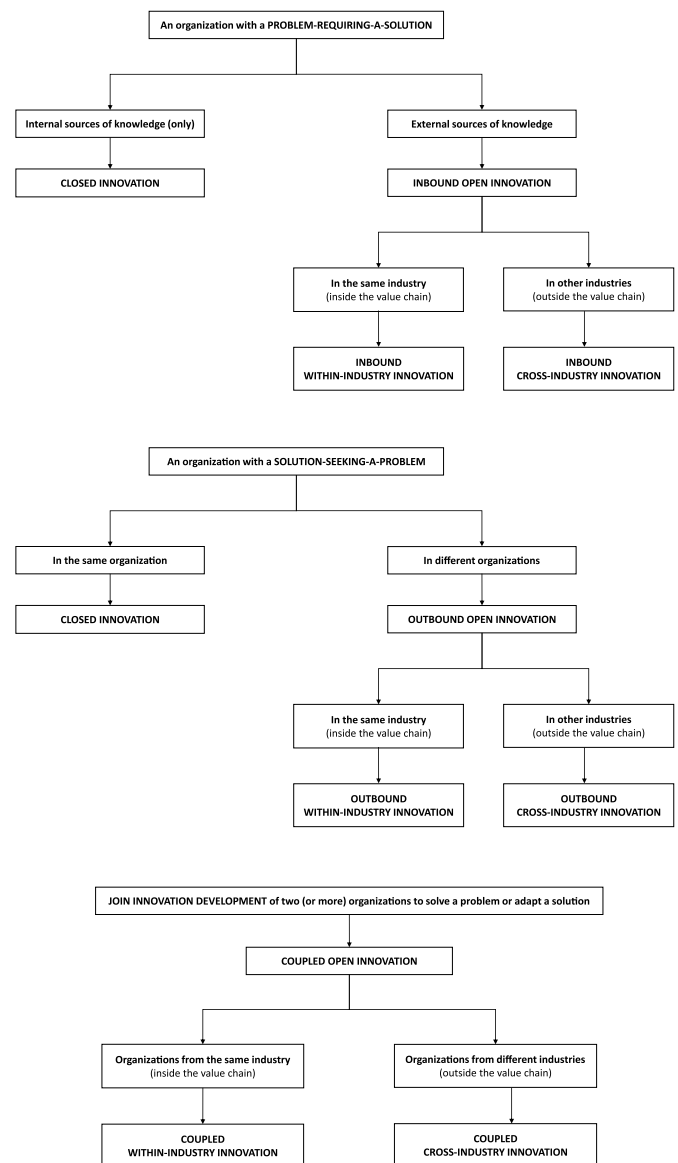 An organization with a PROBLEM-REQUIRING-A-SOLUTION
Internal sources of knowledge (only)
External sources of knowledge
CLOSED INNOVATION
INBOUND OPEN INNOVATION
In the same industry
(inside the value chain)
In other industries
(outside the value chain)
INBOUND
WITHIN-INDUSTRY INNOVATION
INBOUND
CROSS-INDUSTRY INNOVATION
An organization with a SOLUTION-SEEKING-A-PROBLEM
In the same organization
In different organizations
CLOSED INNOVATION
OUTBOUND OPEN INNOVATION
In the same industry
(inside the value chain)
In other industries
(outside the value chain)
OUTBOUND
WITHIN-INDUSTRY INNOVATION
OUTBOUND
CROSS-INDUSTRY INNOVATION
JOIN INNOVATION DEVELOPMENT of two (or more) organizations to solve a problem or adapt a solution
COUPLED OPEN INNOVATION
Organizations from the same industry
(inside the value chain)
Organizations from different industries
(outside the value chain)
COUPLED
WITHIN-INDUSTRY INNOVATION
COUPLED
CROSS-INDUSTRY INNOVATION